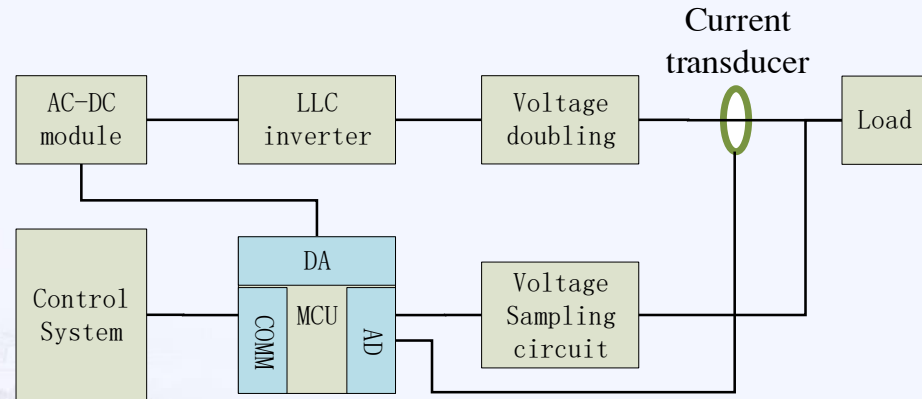 Current
transducer
AC-DC
module
LLC
inverter
Voltage
doubling
Load
Control
System
DA
COMM
MCU
AD
Voltage
Sampling
circuit